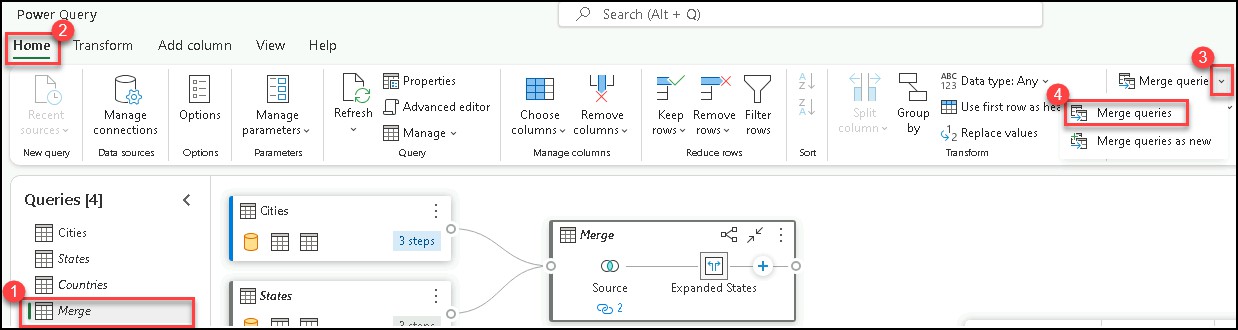 Power Query
Search (Alt + Q)
2
Home Transform Add column View Help
3
Recent sources
Manage connections
Options
Manage parameters
Refresh
Properties
Advanced editor
Manage
Choose columns
Remove columns
Keep rows
Remove rows
Filter rows
A
Z
Z
A
Split column
Group by
ABC
123
Data type: Any
Use first row as hea
1
2
Replace values
Merge querie
4
Merge queries
Merge queries as new
New query
Data sources
Options
Parameters
Query
Manage columns
Reduce rows
Sort
Transform
Queries [4]
Cities
States
Countries
1
Merge
Cities
3 steps
States
3 steps
Merge
Source
Expanded States
2